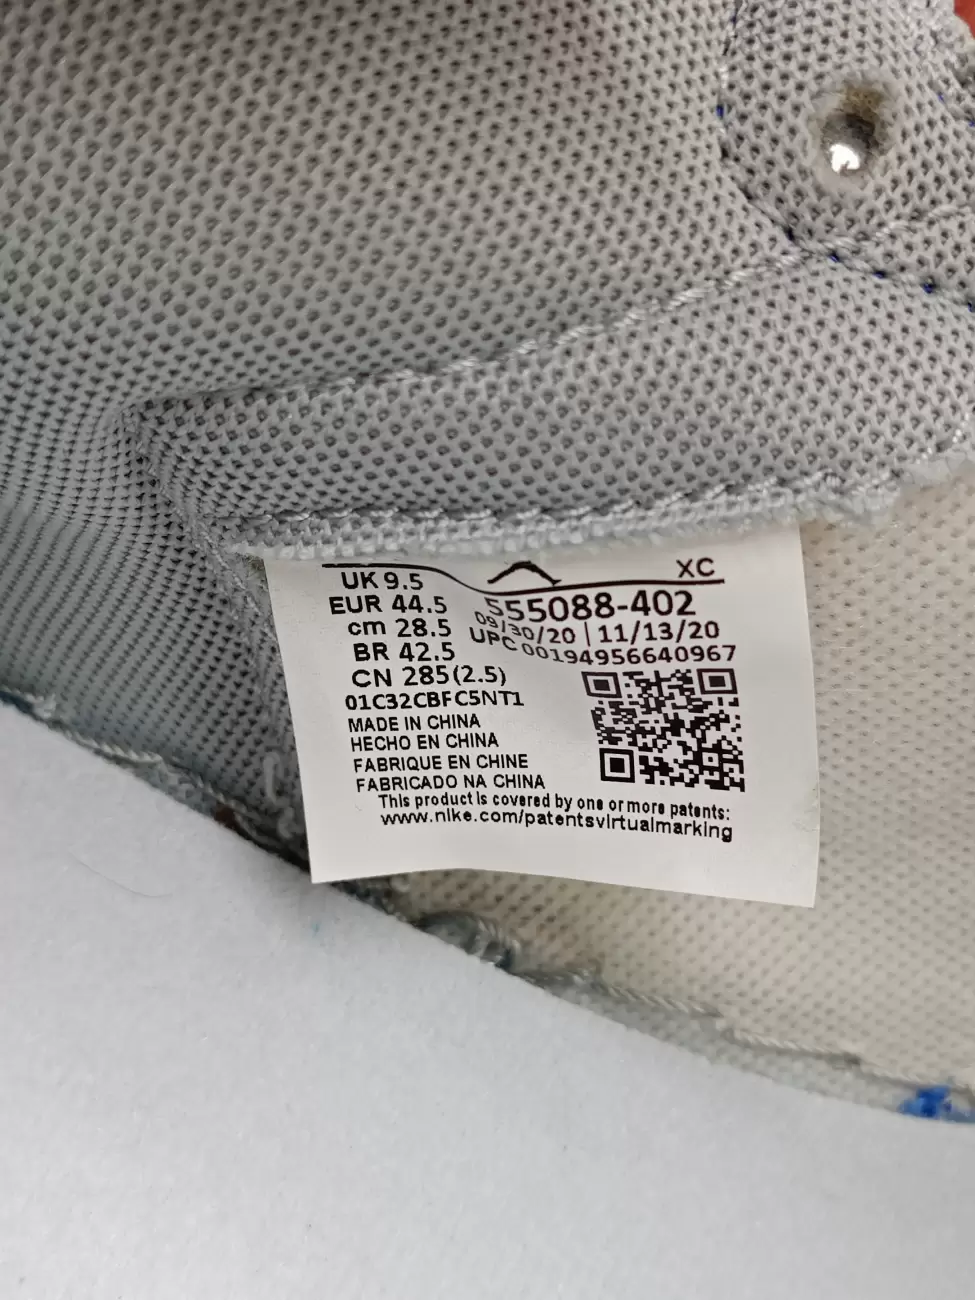 XC
UK 9.5
EUR 44.5
cm 28.5
BR 42.5
CN 285(2.5)
555088-402
09/30/20 | 11/13/20
UPC 00194956640967
01C32CBFC5NT1
MADE IN CHINA
HECHO EN CHINA
FABRIQUE EN CHINE
FABRICADO NA CHINA
This product is covered by one or more patents:
www.nike.com/patentsvirtualmarking